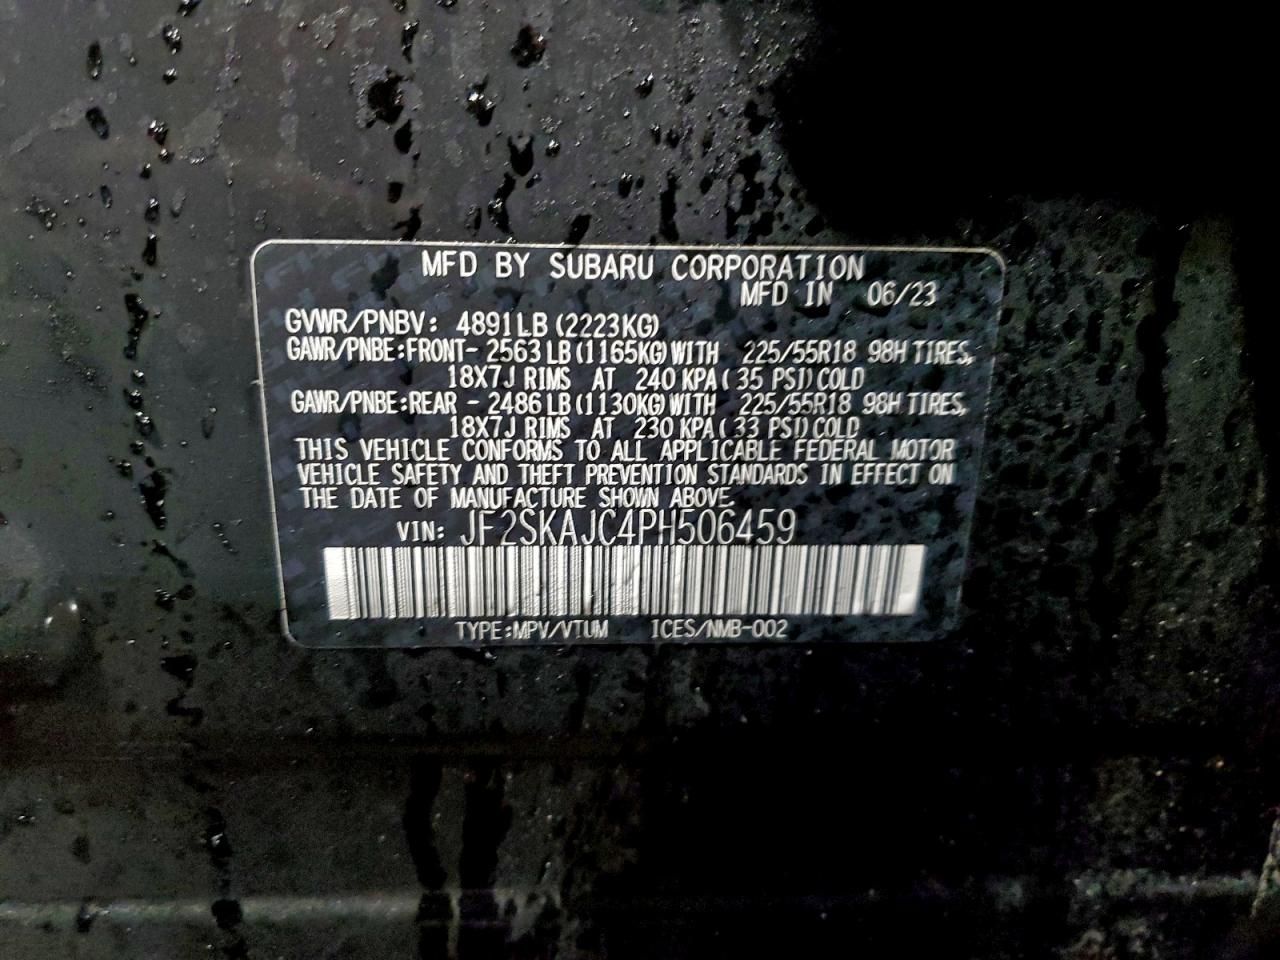 MFD BY SUBARU CORPORATION
MFD IN 06/23
GVWR/PNBV: 4891LB (2223KG)
GAWR/PNBE:FRONT- 2563LB (1165KG) WITH 225/55R18 98H TIRES,
18X7J RIMS AT 240 KPA (35 PSI) COLD
GAWR/PNBE:REAR - 2486LB (1130KG) WITH 225/55R18 98H TIRES,
18X7J RIMS AT 230 KPA (33 PSI) COLD
THIS VEHICLE CONFORMS TO ALL APPLICABLE FEDERAL MOTOR
VEHICLE SAFETY AND THEFT PREVENTION STANDARDS IN EFFECT ON
THE DATE OF MANUFACTURE SHOWN ABOVE.
VIN: JF2SKAJC4PH506459
TYPE:MPV/VTUM ICES/NMB-002